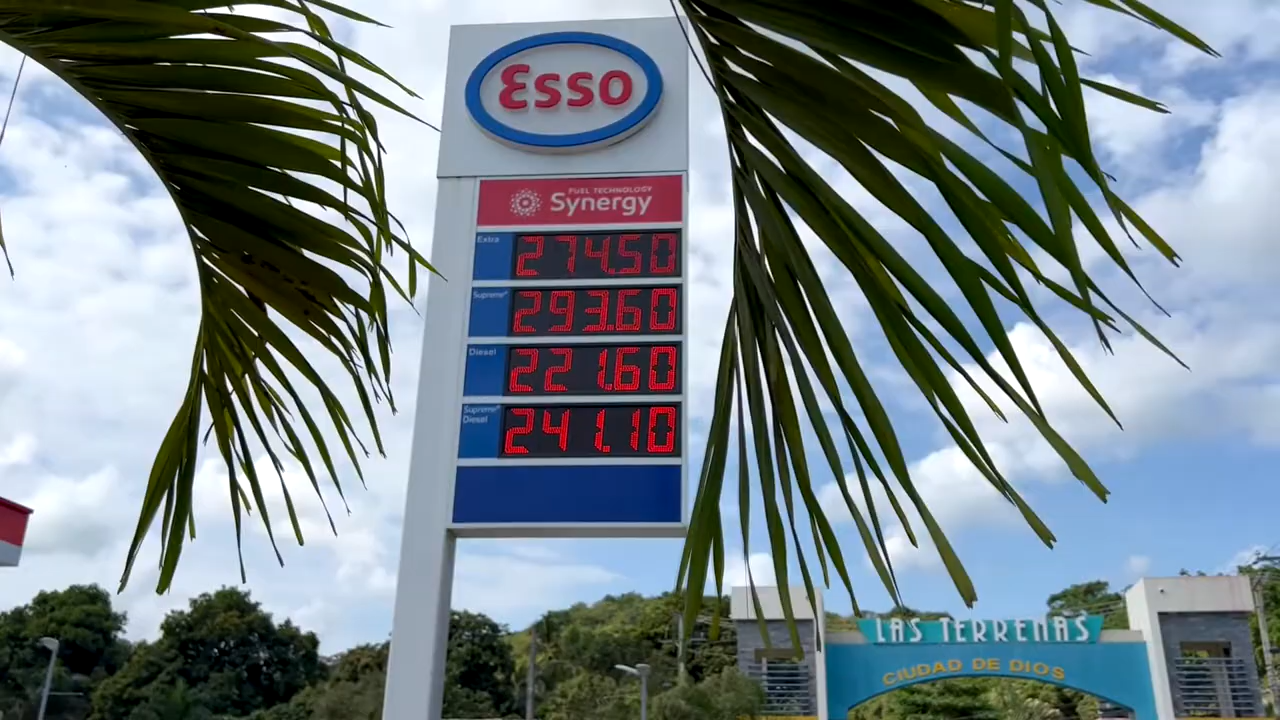 Esso
FUEL TECHNOLOGY
Synergy
Extra
274.50
Supreme+
293.60
Diesel
221.60
Supreme+
Diesel
241.10
LAS TERRENAS
CIUDAD DE DIOS